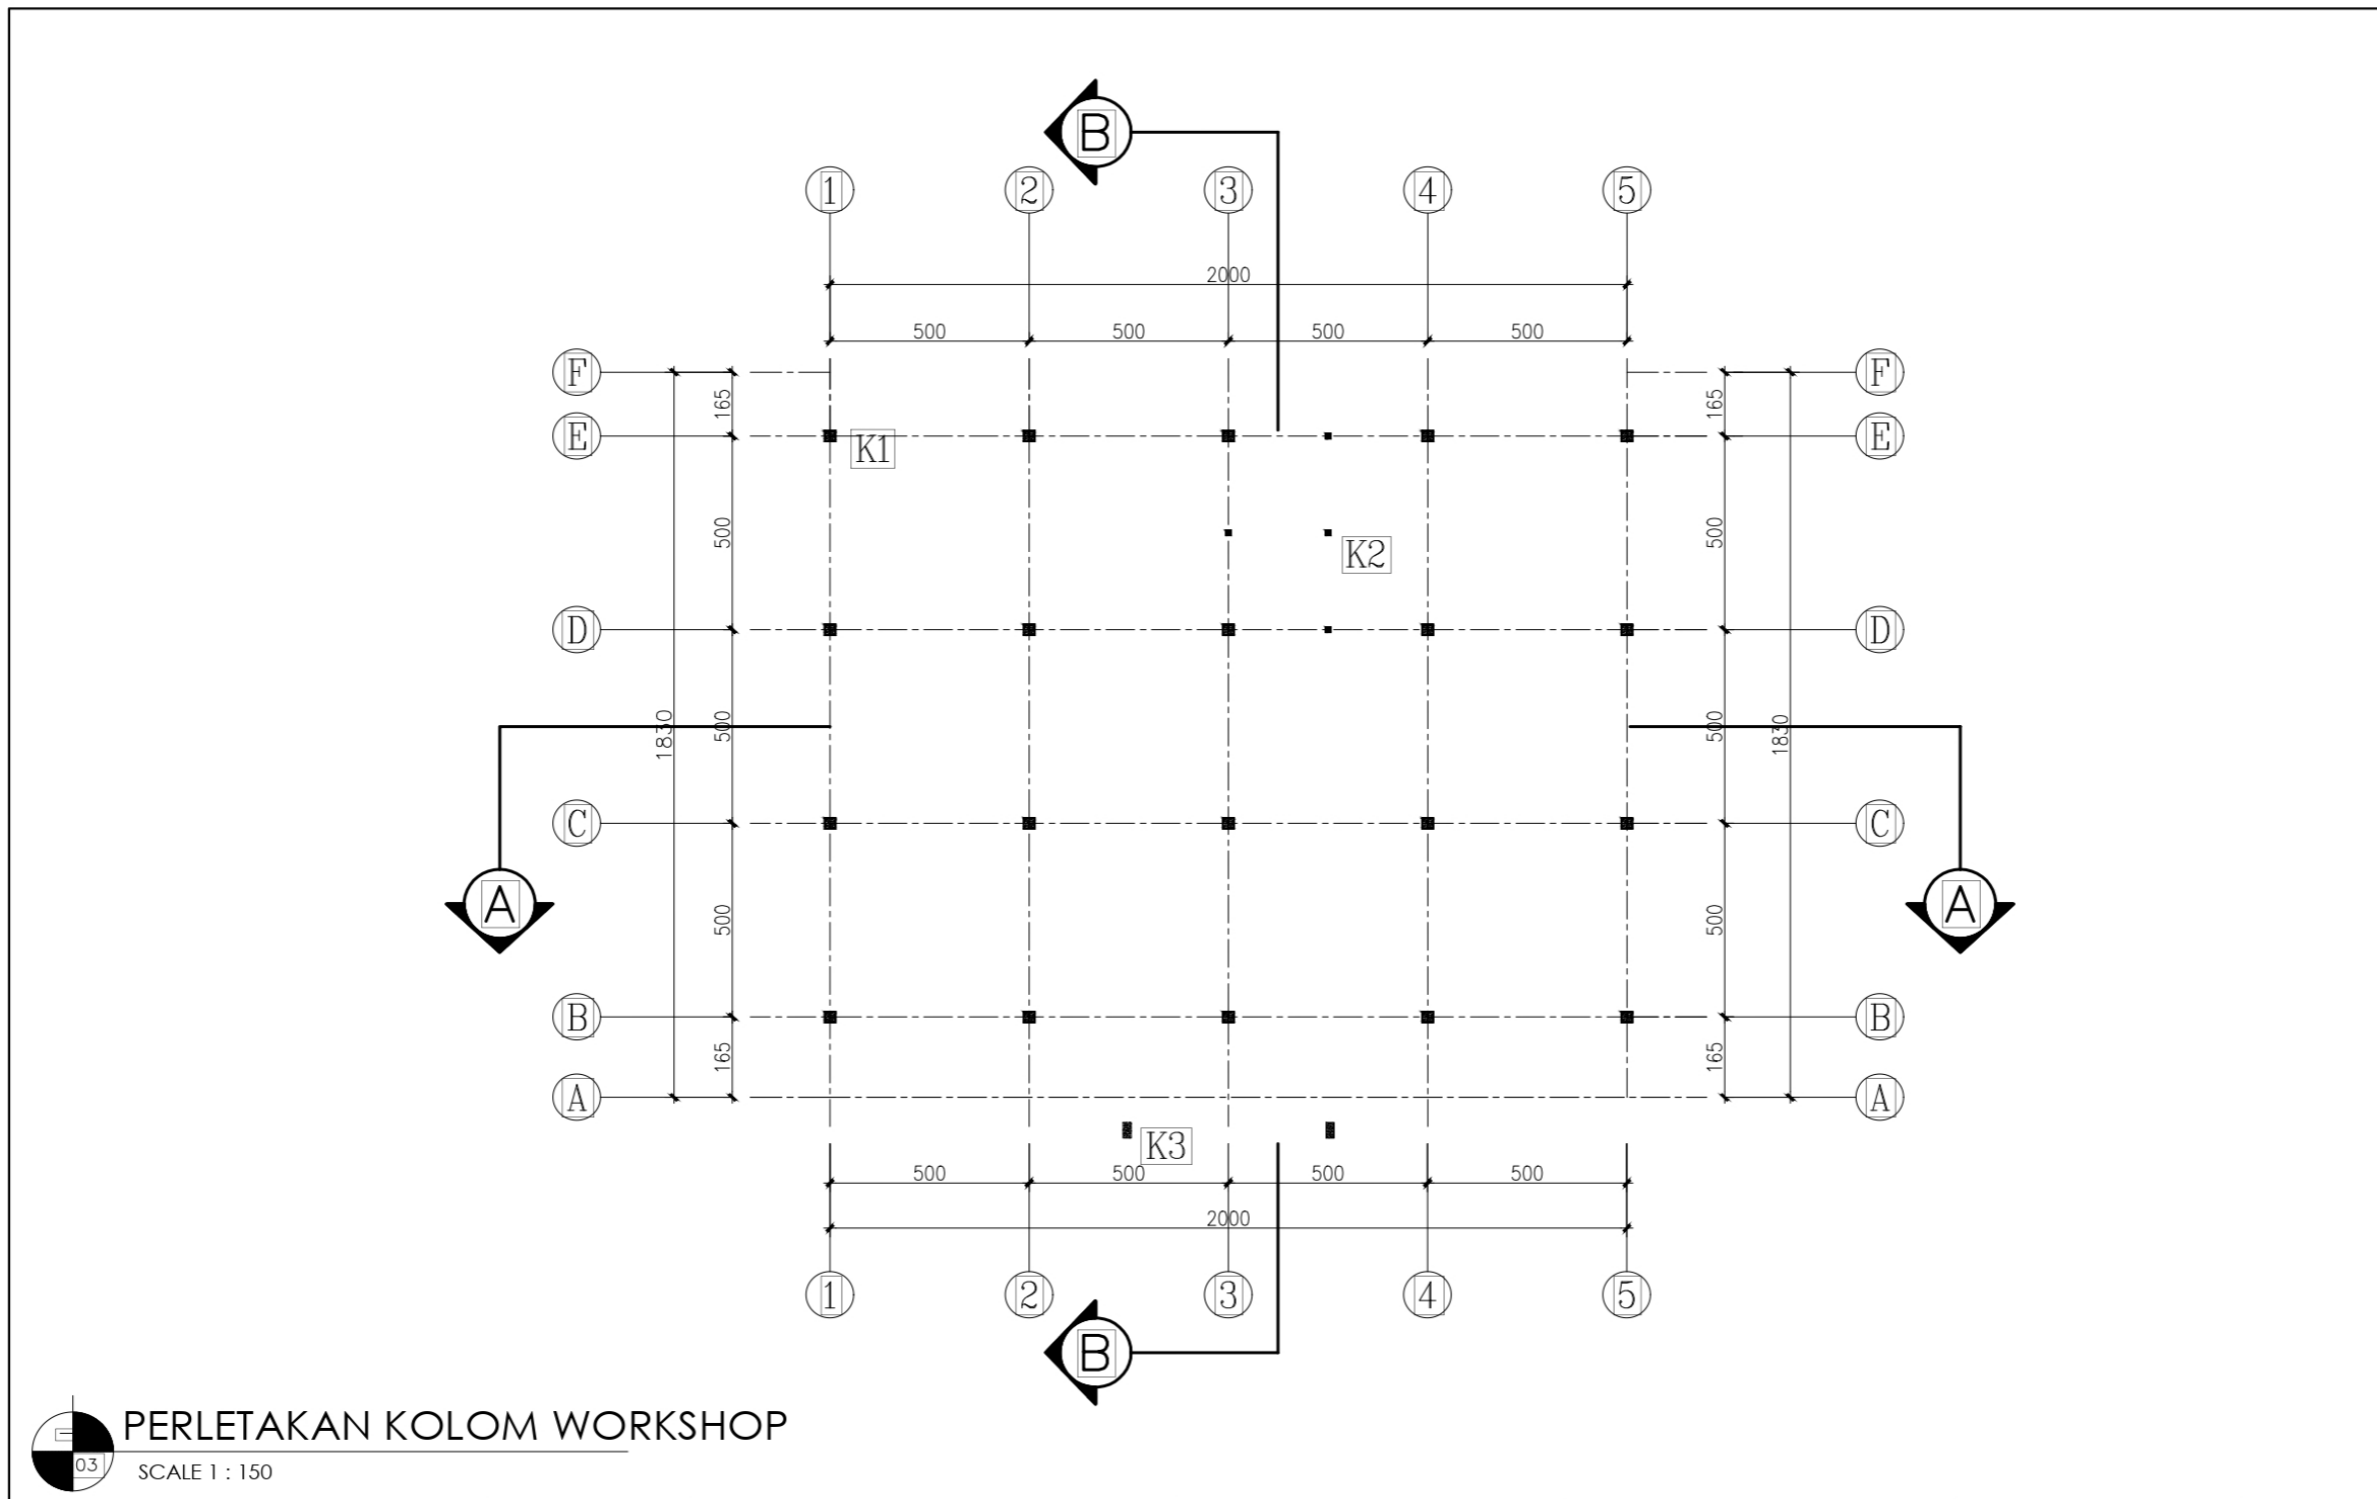 B
1 2 3 4 5
2000
500 500 500 500
F F
165 165
E E
K1
500 500
K2
D D
1830 500 500 1830
C C
A A
500 500
B B
165 165
A A
K3
500 500 500 500
2000
1 2 3 4 5
B
PERLETAKAN KOLOM WORKSHOP
03
SCALE 1 : 150